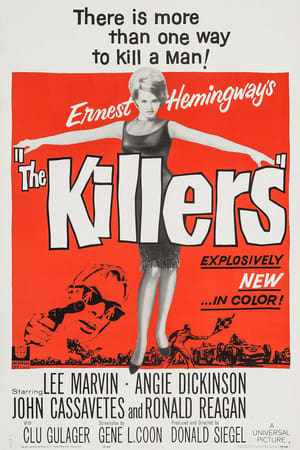 There is more
than one way
to kill a Man!
Ernest Hemingway's
"The Killers"
EXPLOSIVELY
NEW
...IN COLOR!
Starring LEE MARVIN · ANGIE DICKINSON
JOHN CASSAVETES and RONALD REAGAN
With CLU GULAGER Screenplay by GENE L. COON Produced and Directed by DONALD SIEGEL
A UNIVERSAL PICTURE